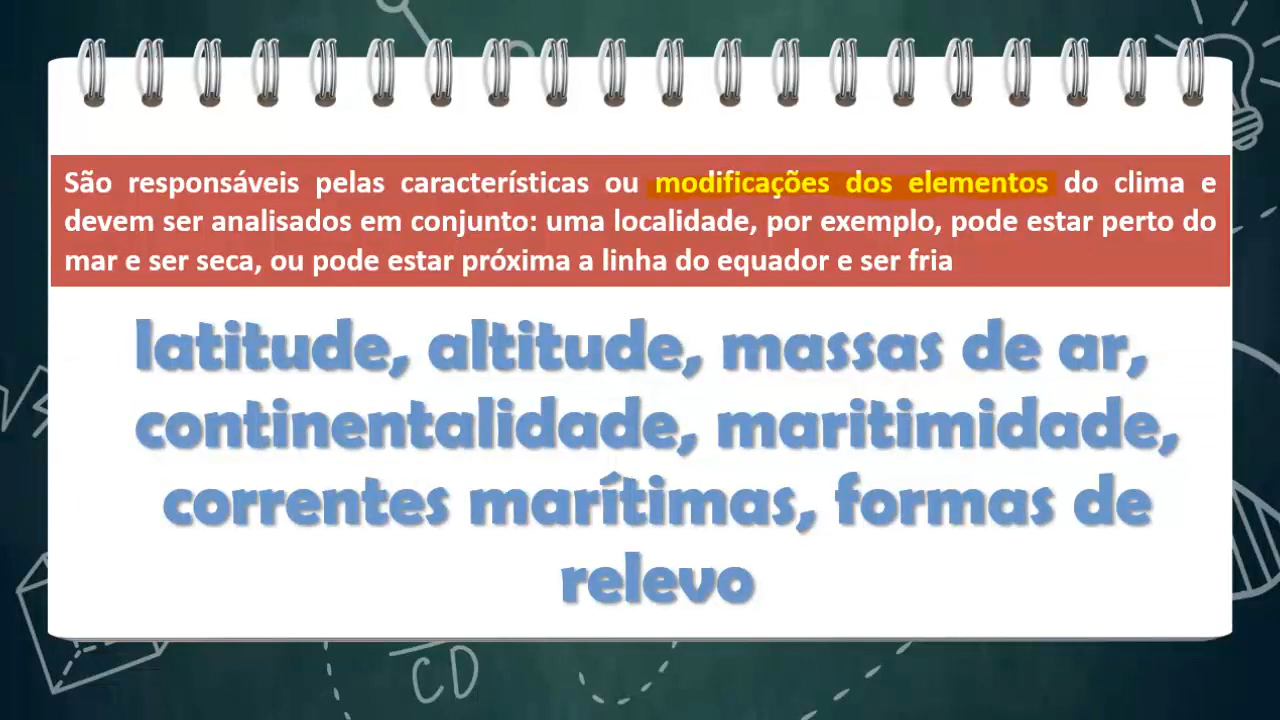 São responsáveis pelas características ou modificações dos elementos do clima e
devem ser analisados em conjunto: uma localidade, por exemplo, pode estar perto do
mar e ser seca, ou pode estar próxima a linha do equador e ser fria
latitude, altitude, massas de ar,
continentalidade, maritimidade,
correntes marítimas, formas de
relevo
CD